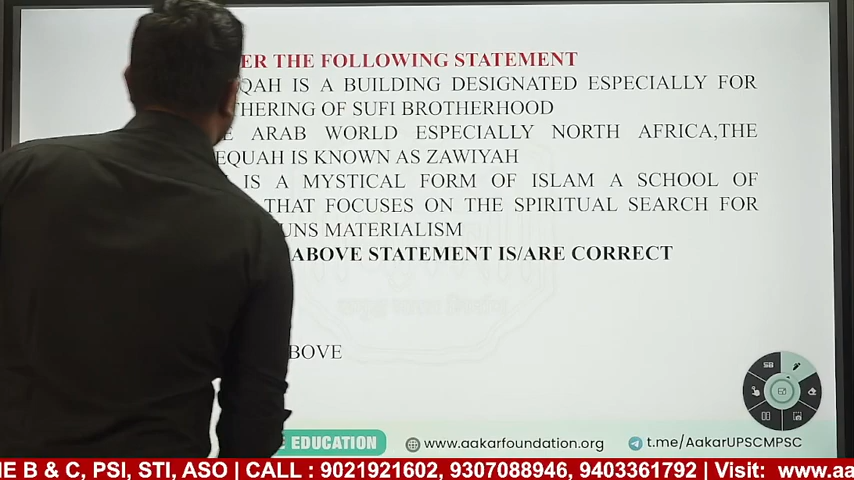 ER THE FOLLOWING STATEMENT
QAH IS A BUILDING DESIGNATED ESPECIALLY FOR
THERING OF SUFI BROTHERHOOD
E ARAB WORLD ESPECIALLY NORTH AFRICA,THE
EQUAH IS KNOWN AS ZAWIYAH
IS A MYSTICAL FORM OF ISLAM A SCHOOL OF
THAT FOCUSES ON THE SPIRITUAL SEARCH FOR
UNS MATERIALISM
ABOVE STATEMENT IS/ARE CORRECT
BOVE
SB
E EDUCATION www.aakarfoundation.org t.me/AakarUPSCMPSC
NE B & C, PSI, STI, ASO | CALL : 9021921602, 9307088946, 9403361792 | Visit: www.aa